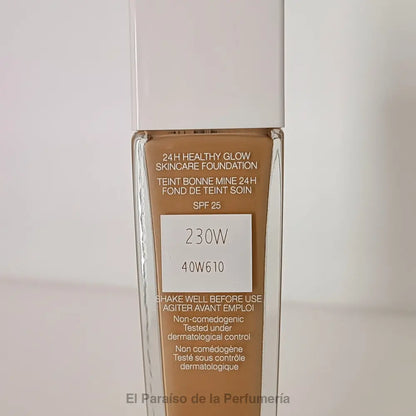 24H HEALTHY GLOW
SKINCARE FOUNDATION
TEINT BONNE MINE 24H
FOND DE TEINT SOIN
SPF 25
230W
40W610
SHAKE WELL BEFORE USE
AGITER AVANT EMPLOI
Non-comedogenic
Tested under
dermatological control
Non comédogène
Testé sous contrôle
dermatologique
El Paraíso de la Perfumería